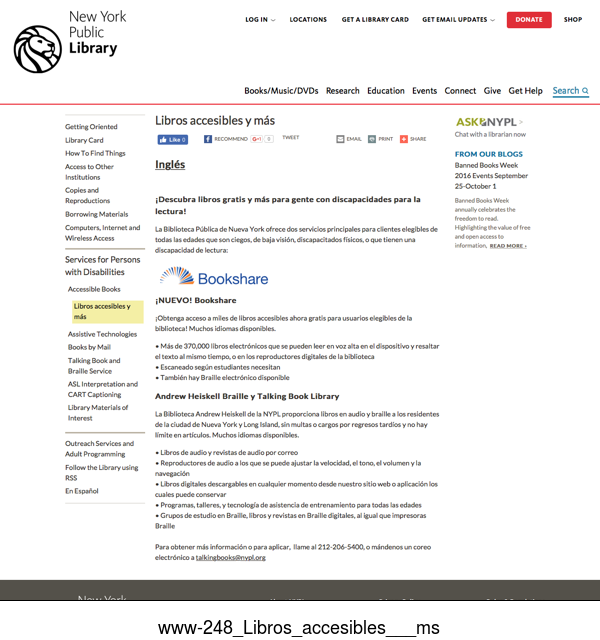 New York
Public
Library
LOG IN
LOCATIONS
GET A LIBRARY CARD
GET EMAIL UPDATES
DONATE
SHOP
Books/Music/DVDs
Research
Education
Events
Connect
Give
Get Help
Search
Getting Oriented
Library Card
How To Find Things
Access to Other
Institutions
Copies and
Reproductions
Borrowing Materials
Computers, Internet and
Wireless Access
Services for Persons
with Disabilities
Accessible Books
Libros accesibles y
más
Assistive Technologies
Books by Mail
Talking Book and
Braille Service
ASL Interpretation and
CART Captioning
Library Materials of
Interest
Outreach Services and
Adult Programming
Follow the Library using
RSS
En Español
Libros accesibles y más
Like 0
RECOMMEND
G+1 0
TWEET
EMAIL
PRINT
SHARE
Inglés
¡Descubra libros gratis y más para gente con discapacidades para la
lectura!
La Biblioteca Pública de Nueva York ofrece dos servicios principales para clientes elegibles de
todas las edades que son ciegos, de baja visión, discapacitados físicos, o que tienen una
discapacidad de lectura:
Bookshare
¡NUEVO! Bookshare
¡Obtenga acceso a miles de libros accesibles ahora gratis para usuarios elegibles de la
biblioteca! Muchos idiomas disponibles.
• Más de 370,000 libros electrónicos que se pueden leer en voz alta en el dispositivo y resaltar
el texto al mismo tiempo, o en los reproductores digitales de la biblioteca
• Escaneado según estudiantes necesitan
• También hay Braille electrónico disponible
Andrew Heiskell Braille y Talking Book Library
La Biblioteca Andrew Heiskell de la NYPL proporciona libros en audio y braille a los residentes
de la ciudad de Nueva York y Long Island, sin multas o cargos por regresos tardíos y no hay
límite en artículos. Muchos idiomas disponibles.
• Libros de audio y revistas de audio por correo
• Reproductores de audio a los que se puede ajustar la velocidad, el tono, el volumen y la
navegación
• Libros digitales descargables en cualquier momento desde nuestro sitio web o aplicación los
cuales puede conservar
• Programas, talleres, y tecnología de asistencia de entrenamiento para todas las edades
• Grupos de estudio en Braille, libros y revistas en Braille digitales, al igual que impresoras
Braille
Para obtener más información o para aplicar, llame al 212-206-5400, o mándenos un coreo
electrónico a talkingbooks@nypl.org
ASK NYPL >
Chat with a librarian now
FROM OUR BLOGS
Banned Books Week
2016 Events September
25-October 1
Banned Books Week
annually celebrates the
freedom to read.
Highlighting the value of free
and open access to
information, READ MORE ›
New York
www-248_Libros_accesibles___ms